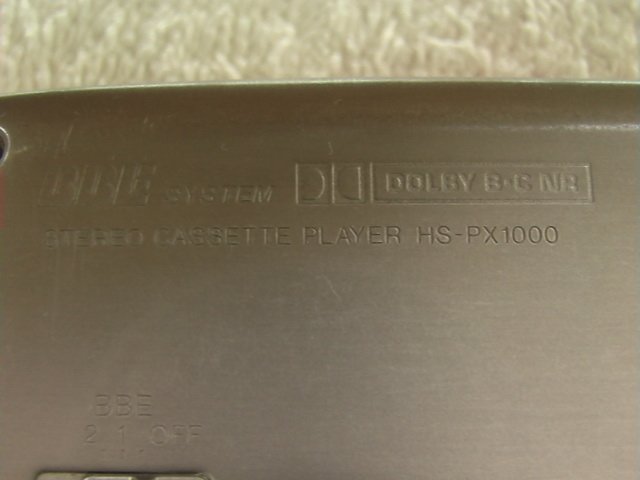 BBE SYSTEM DOLBY B·C NR
STEREO CASSETTE PLAYER HS-PX1000
BBE
2 1 OFF